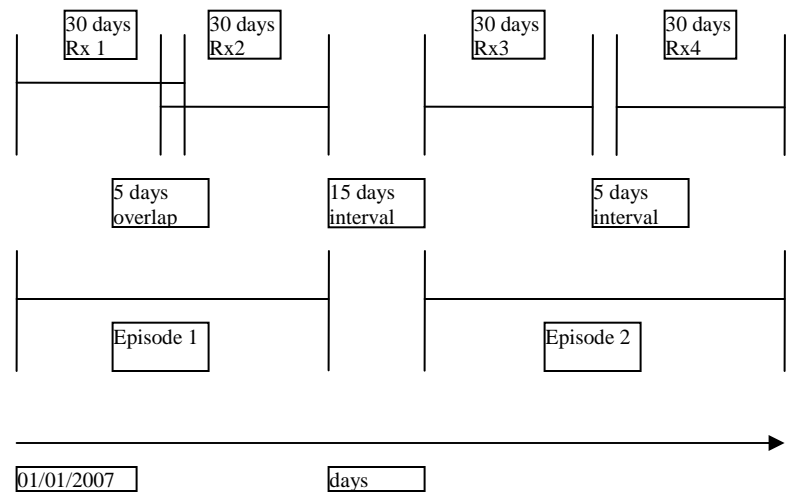 30 days
Rx 1
30 days
Rx2
30 days
Rx3
30 days
Rx4
5 days
overlap
15 days
interval
5 days
interval
Episode 1
Episode 2
01/01/2007
days